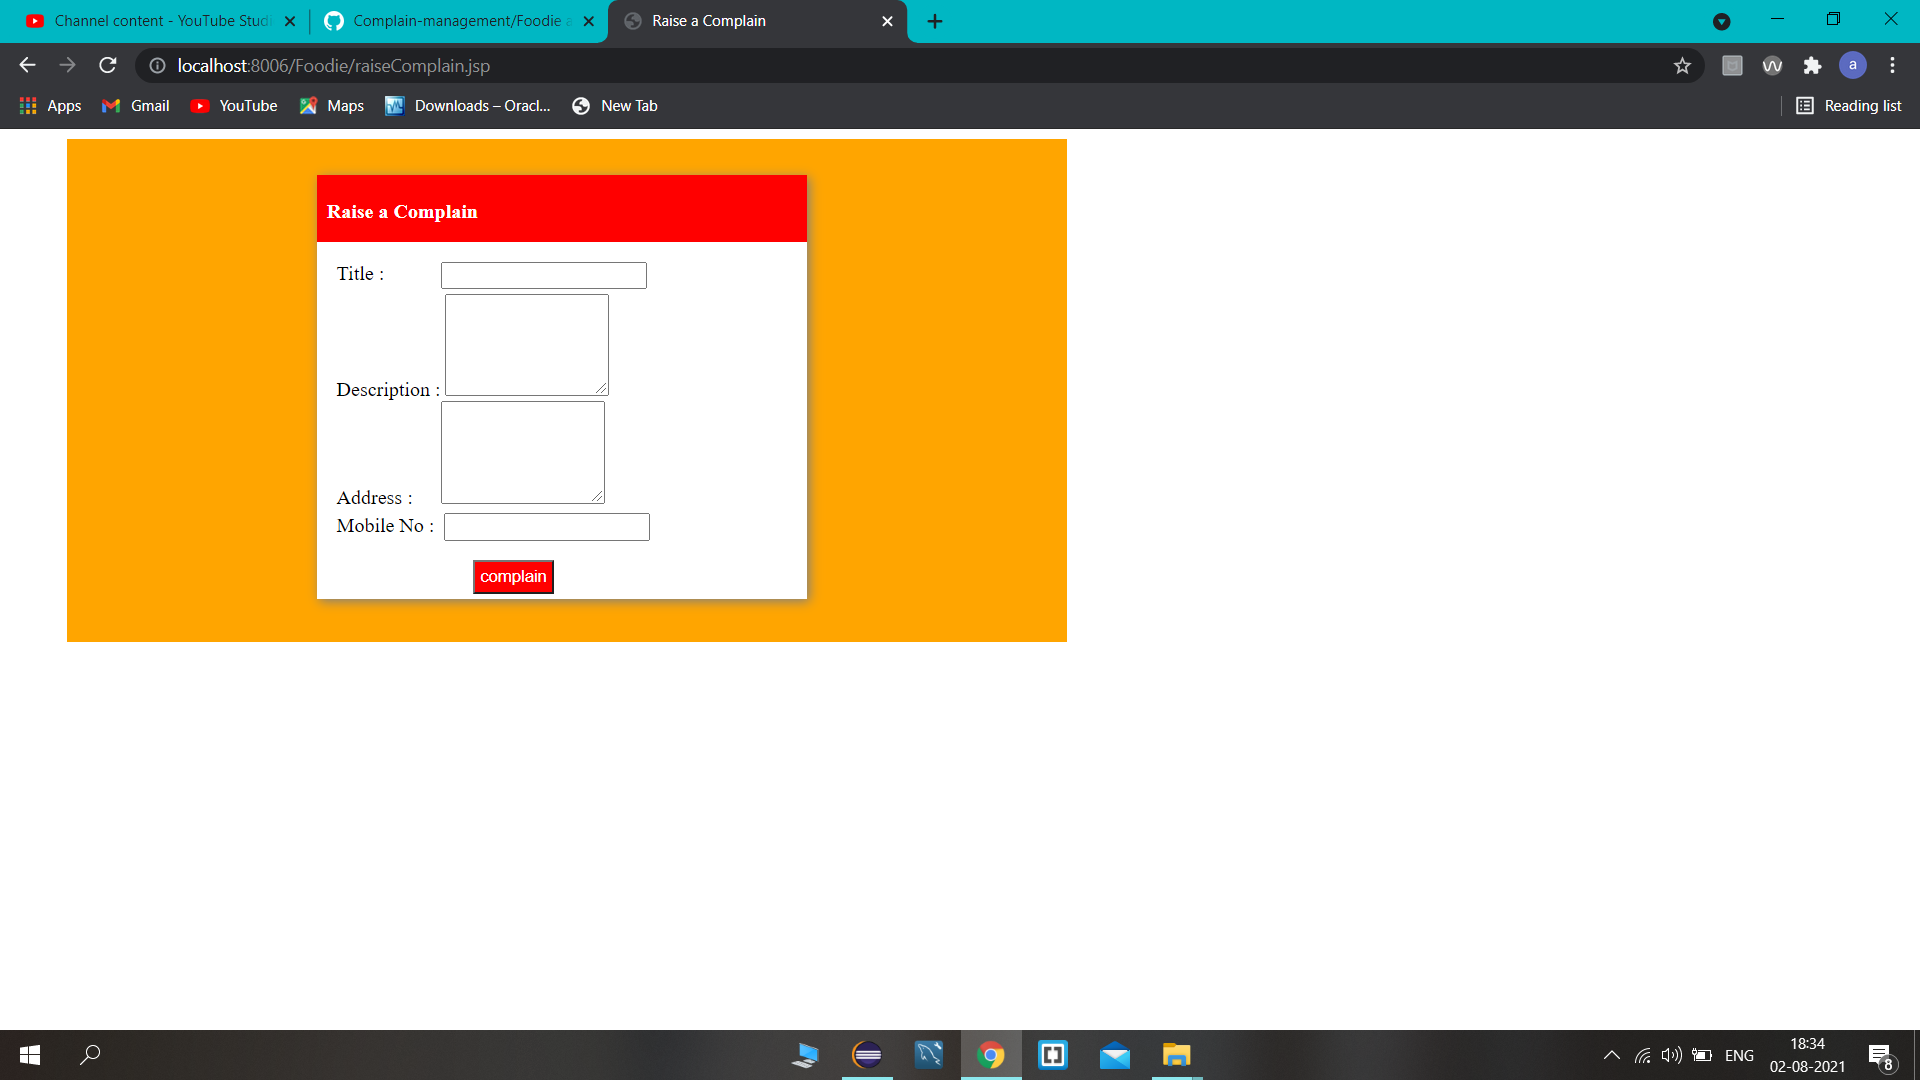 Channel content - YouTube Studi
Complain-management/Foodie a
Raise a Complain
localhost:8006/Foodie/raiseComplain.jsp
a
Apps
Gmail
YouTube
Maps
Downloads – Oracl...
New Tab
Reading list
Raise a Complain
Title :
Description :
Address :
Mobile No :
complain
ENG
18:34
02-08-2021
8